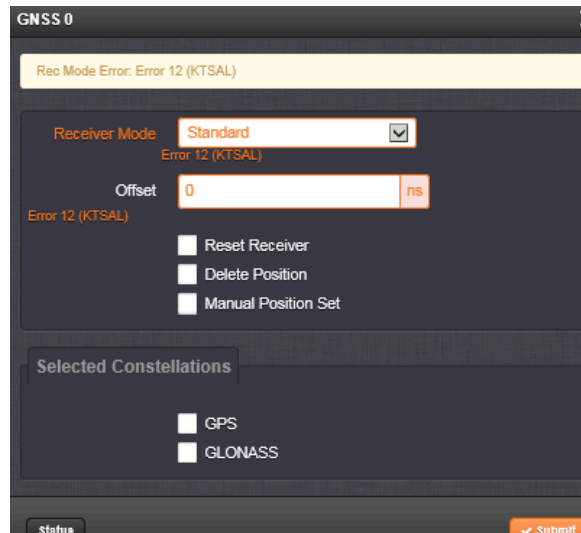 GNSS 0
Rec Mode Error: Error 12 (KTSAL)
Receiver Mode Standard
Error 12 (KTSAL)
Offset 0 ns
Error 12 (KTSAL)
Reset Receiver
Delete Position
Manual Position Set
Selected Constellations
GPS
GLONASS
Status Submit